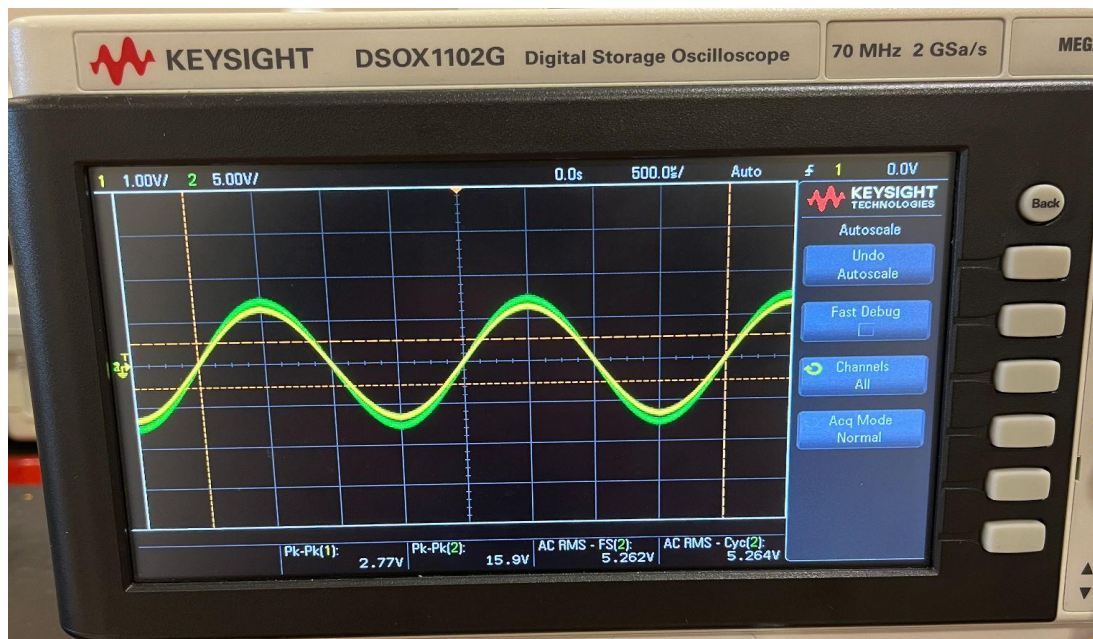 KEYSIGHT DSOX1102G Digital Storage Oscilloscope 70 MHz 2 GSa/s
1 1.00V/ 2 5.00V/ 0.0s 500.0㎲/ Auto 1 0.0V
KEYSIGHT
TECHNOLOGIES
Autoscale
Undo
Autoscale
Fast Debug
Channels
All
Acq Mode
Normal
Back
Pk-Pk(1):
2.77V
Pk-Pk(2):
15.9V
AC RMS - FS(2):
5.262V
AC RMS - Cyc(2):
5.264V